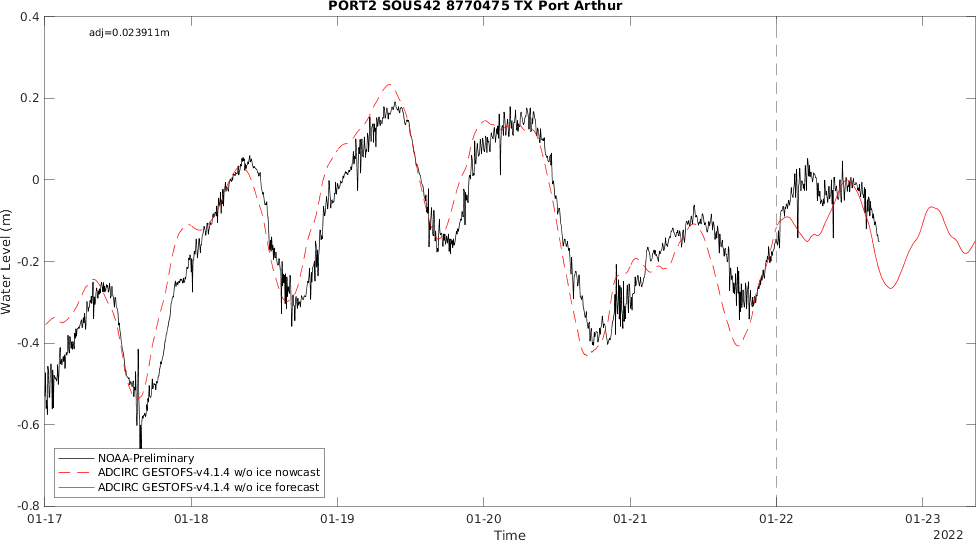 PORT2 SOUS42 8770475 TX Port Arthur
adj=0.023911m
0.4
0.2
0
-0.2
-0.4
-0.6
-0.8
Water Level (m)
NOAA-Preliminary
ADCIRC GESTOFS-v4.1.4 w/o ice nowcast
ADCIRC GESTOFS-v4.1.4 w/o ice forecast
01-17 01-18 01-19 01-20 01-21 01-22 01-23
Time
2022